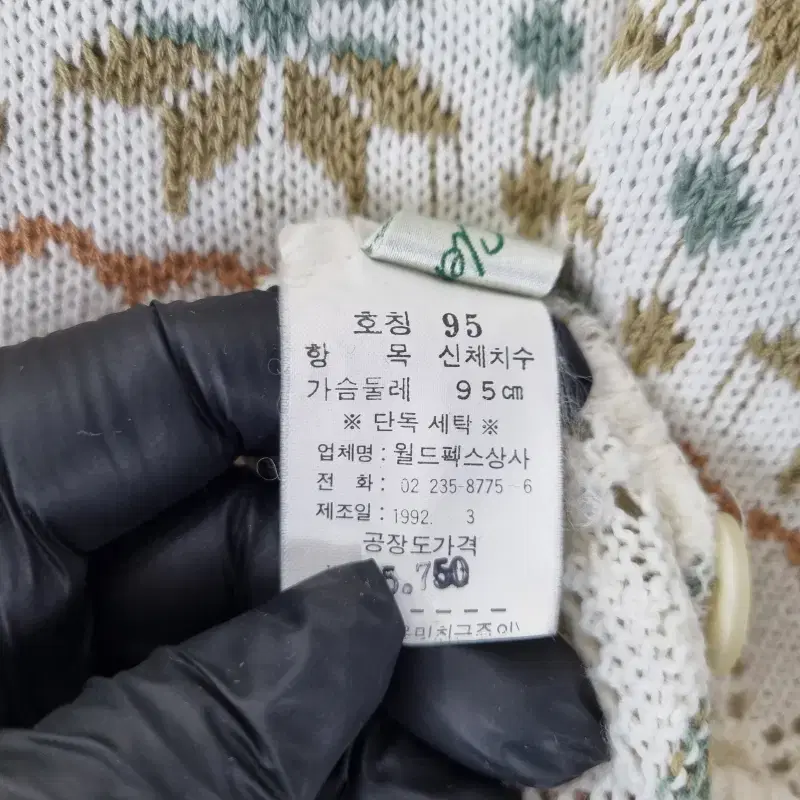 호칭 95
항 목 신체치수
가슴둘레 95㎝
※ 단독 세탁 ※
업체명 : 월드펙스상사
전 화 : 02 235-8775~6
제조일 : 1992. 3
공장도가격
5.750